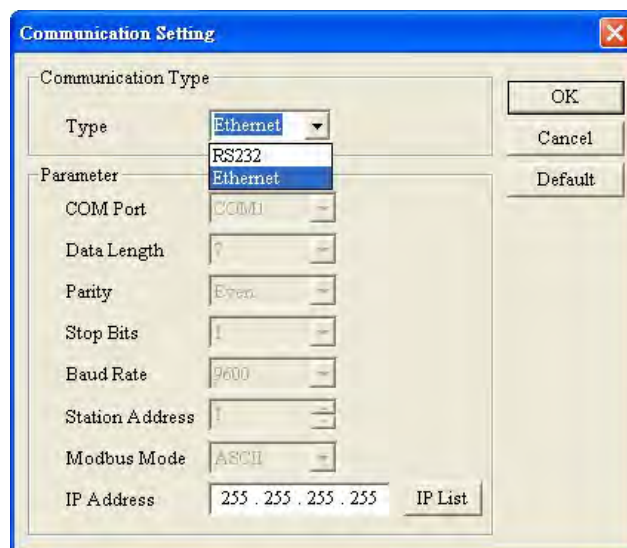 Communication Setting
Communication Type
Type Ethernet
RS232
Ethernet
OK
Cancel
Default
Parameter
COM Port COM1
Data Length 7
Parity Even
Stop Bits 1
Baud Rate 9600
Station Address 1
Modbus Mode ASCII
IP Address 255 . 255 . 255 . 255 IP List